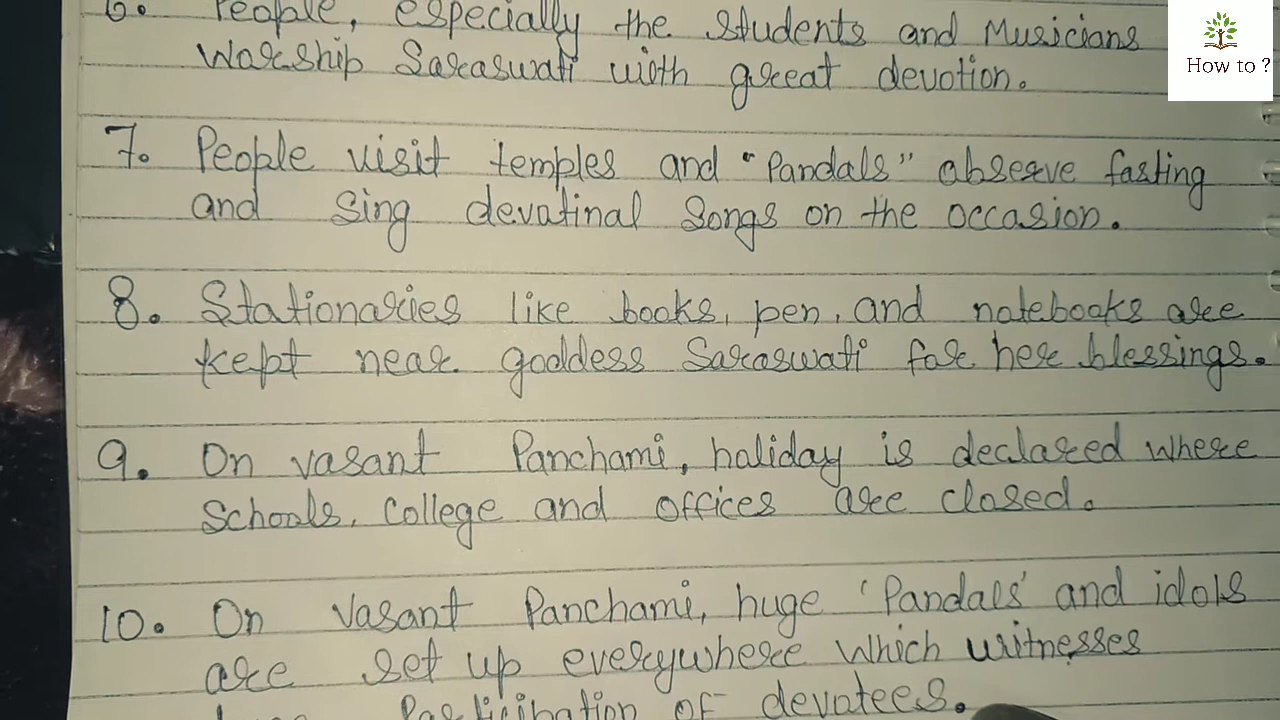 6. People, especially the students and Musicians
Warship Saraswati with great devotion.
How to ?
7. People visit temples and "Pandals" observe fasting
and sing devatinal songs on the occasion.
8. Stationaries like books, pen, and notebooks are
kept near goddess Saraswati for her blessings.
9. On vasant Panchami, haliday is declared where
Schools, College and offices are closed.
10. On Vasant Panchami, huge 'Pandals' and idols
are set up everywhere which witnesses
Participation of devatees.